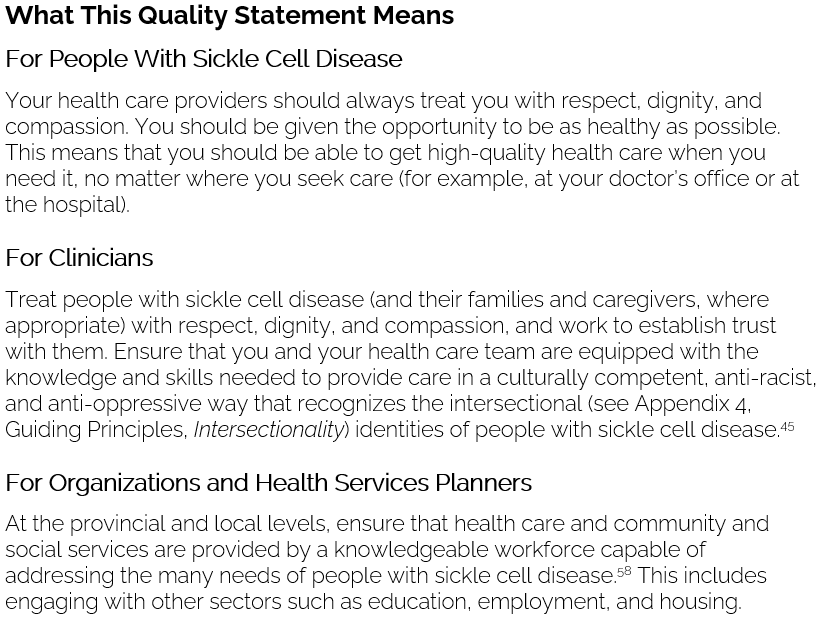 What This Quality Statement Means
For People With Sickle Cell Disease
Your health care providers should always treat you with respect, dignity, and
compassion. You should be given the opportunity to be as healthy as possible.
This means that you should be able to get high-quality health care when you
need it, no matter where you seek care (for example, at your doctor's office or at
the hospital).
For Clinicians
Treat people with sickle cell disease (and their families and caregivers, where
appropriate) with respect, dignity, and compassion, and work to establish trust
with them. Ensure that you and your health care team are equipped with the
knowledge and skills needed to provide care in a culturally competent, anti-racist,
and anti-oppressive way that recognizes the intersectional (see Appendix 4,
Guiding Principles, Intersectionality) identities of people with sickle cell disease.45
For Organizations and Health Services Planners
At the provincial and local levels, ensure that health care and community and
social services are provided by a knowledgeable workforce capable of
addressing the many needs of people with sickle cell disease.58 This includes
engaging with other sectors such as education, employment, and housing.